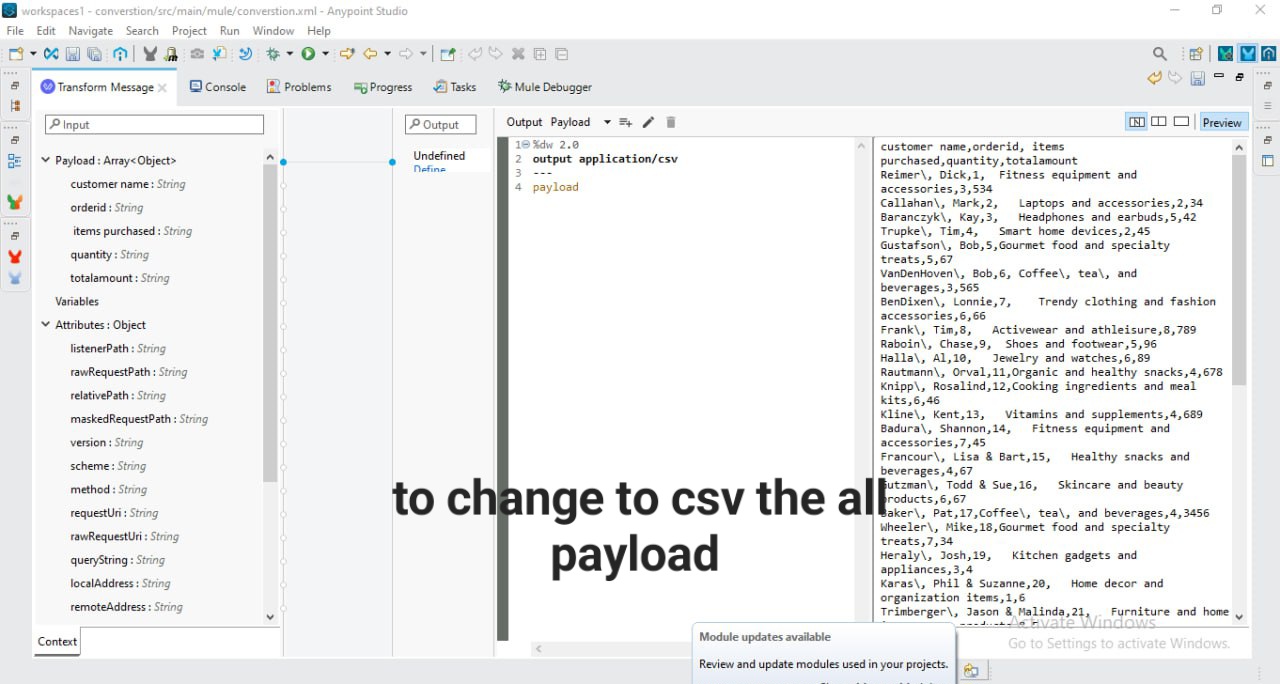 workspaces1 - converstion/src/main/mule/converstion.xml - Anypoint Studio
File Edit Navigate Search Project Run Window Help
Transform Message Console Problems Progress Tasks Mule Debugger
Input
Payload : Array<Object>
customer name : String
orderid : String
items purchased : String
quantity : String
totalamount : String
Variables
Attributes : Object
listenerPath : String
rawRequestPath : String
relativePath : String
maskedRequestPath : String
version : String
scheme : String
method : String
requestUri : String
rawRequestUri : String
queryString : String
localAddress : String
remoteAddress : String
Context
Output
Undefined
Define
Output Payload
Preview
1 %dw 2.0
2 output application/csv
3 ---
4 payload
customer name,orderid, items
purchased,quantity,totalamount
Reimer\, Dick,1, Fitness equipment and
accessories,3,534
Callahan\, Mark,2, Laptops and accessories,2,34
Baranczyk\, Kay,3, Headphones and earbuds,5,42
Trupke\, Tim,4, Smart home devices,2,45
Gustafson\, Bob,5,Gourmet food and specialty
treats,5,67
VanDenHoven\, Bob,6, Coffee\, tea\, and
beverages,3,565
BenDixen\, Lonnie,7, Trendy clothing and fashion
accessories,6,66
Frank\, Tim,8, Activewear and athleisure,8,789
Raboin\, Chase,9, Shoes and footwear,5,96
Halla\, Al,10, Jewelry and watches,6,89
Rautmann\, Orval,11,Organic and healthy snacks,4,678
Knipp\, Rosalind,12,Cooking ingredients and meal
kits,6,46
Kline\, Kent,13, Vitamins and supplements,4,689
Badura\, Shannon,14, Fitness equipment and
accessories,7,45
Francour\, Lisa & Bart,15, Healthy snacks and
beverages,4,67
utzman\, Todd & Sue,16, Skincare and beauty
roducts,6,67
aker\, Pat,17,Coffee\, tea\, and beverages,4,3456
Wheeler\, Mike,18,Gourmet food and specialty
treats,7,34
Heraly\, Josh,19, Kitchen gadgets and
appliances,3,4
Karas\, Phil & Suzanne,20, Home decor and
organization items,1,6
Trimberger\, Jason & Malinda,21, Furniture and home
to change to csv the all
payload
Activate Windows
Go to Settings to activate Windows.
Module updates available
Review and update modules used in your projects.